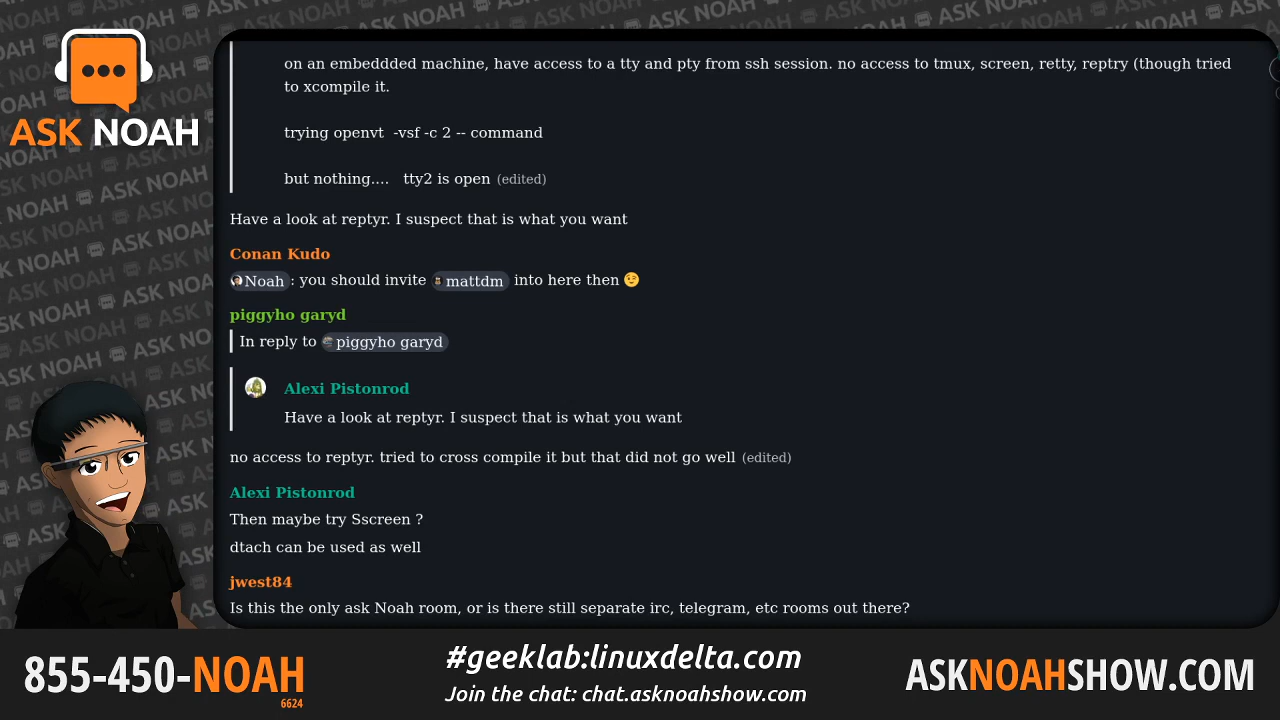 ASK NOAH
on an embeddded machine, have access to a tty and pty from ssh session. no access to tmux, screen, retty, reptry (though tried
to xcompile it.
trying openvt -vsf -c 2 -- command
but nothing.... tty2 is open (edited)
Have a look at reptyr. I suspect that is what you want
Conan Kudo
Noah: you should invite mattdm into here then 😉
piggyho garyd
In reply to piggyho garyd
Alexi Pistonrod
Have a look at reptyr. I suspect that is what you want
no access to reptyr. tried to cross compile it but that did not go well (edited)
Alexi Pistonrod
Then maybe try Sscreen ?
dtach can be used as well
jwest84
Is this the only ask Noah room, or is there still separate irc, telegram, etc rooms out there?
855-450-NOAH
6624
#geeklab:linuxdelta.com
Join the chat: chat.asknoahshow.com
ASKNOAHSHOW.COM